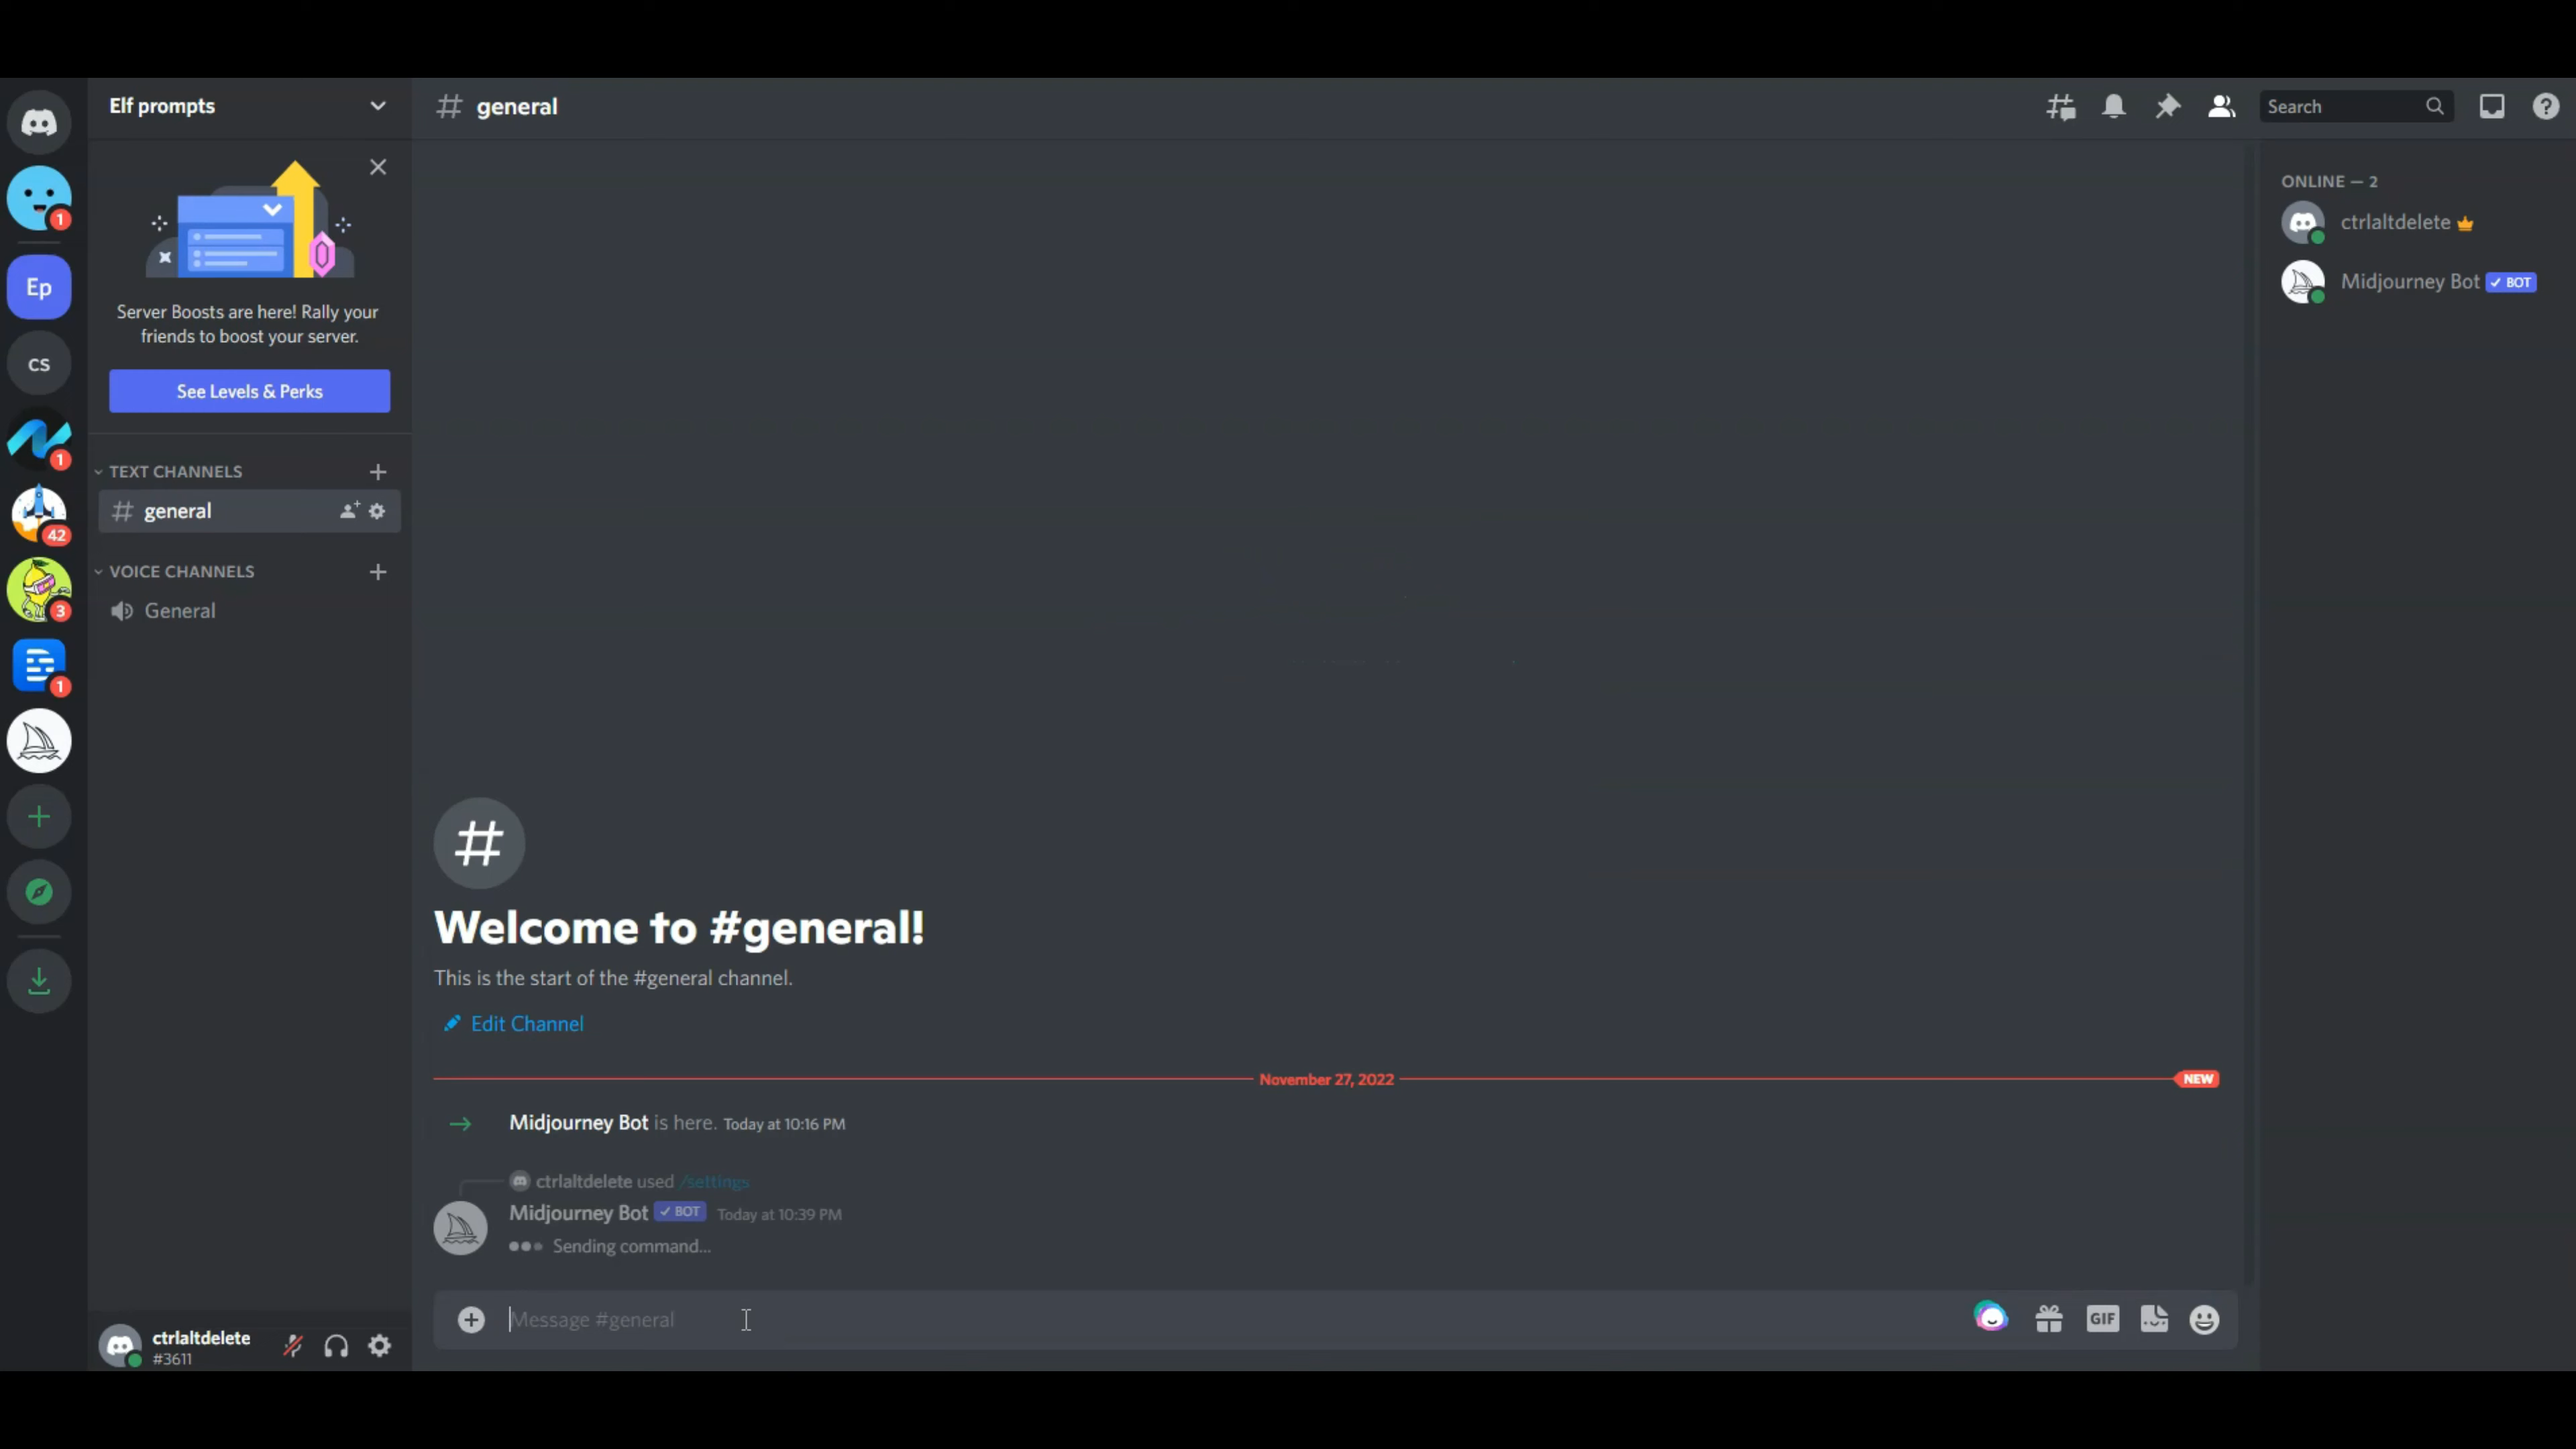 Elf prompts
general
Search
1
Server Boosts are here! Rally your
friends to boost your server.
See Levels & Perks
Ep
cs
1
42
3
1
TEXT CHANNELS
general
VOICE CHANNELS
General
Welcome to #general!
This is the start of the #general channel.
Edit Channel
November 27, 2022
NEW
Midjourney Bot is here. Today at 10:16 PM
ctrlaltdelete used /settings
Midjourney Bot ✓ BOT Today at 10:39 PM
Sending command...
Message #general
GIF
ctrlaltdelete
#3611
ONLINE — 2
ctrlaltdelete
Midjourney Bot ✓ BOT